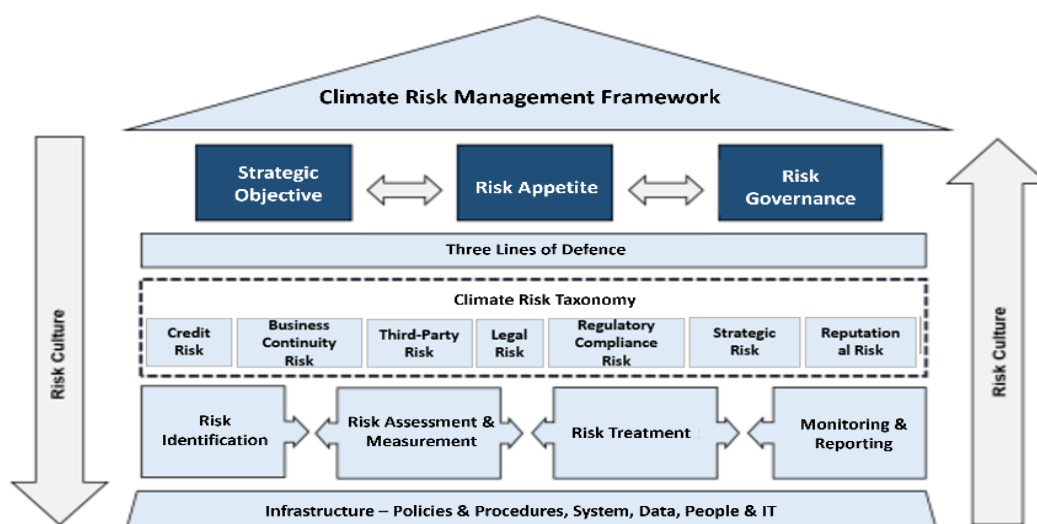 Climate Risk Management Framework
Strategic
Objective
Risk Appetite
Risk
Governance
Three Lines of Defence
Climate Risk Taxonomy
Credit
Risk
Business
Continuity
Risk
Third-Party
Risk
Legal
Risk
Regulatory
Compliance
Risk
Strategic
Risk
Reputation
al Risk
Risk
Identification
Risk Assessment &
Measurement
Risk Treatment
Monitoring &
Reporting
Infrastructure – Policies & Procedures, System, Data, People & IT
Risk Culture
Risk Culture